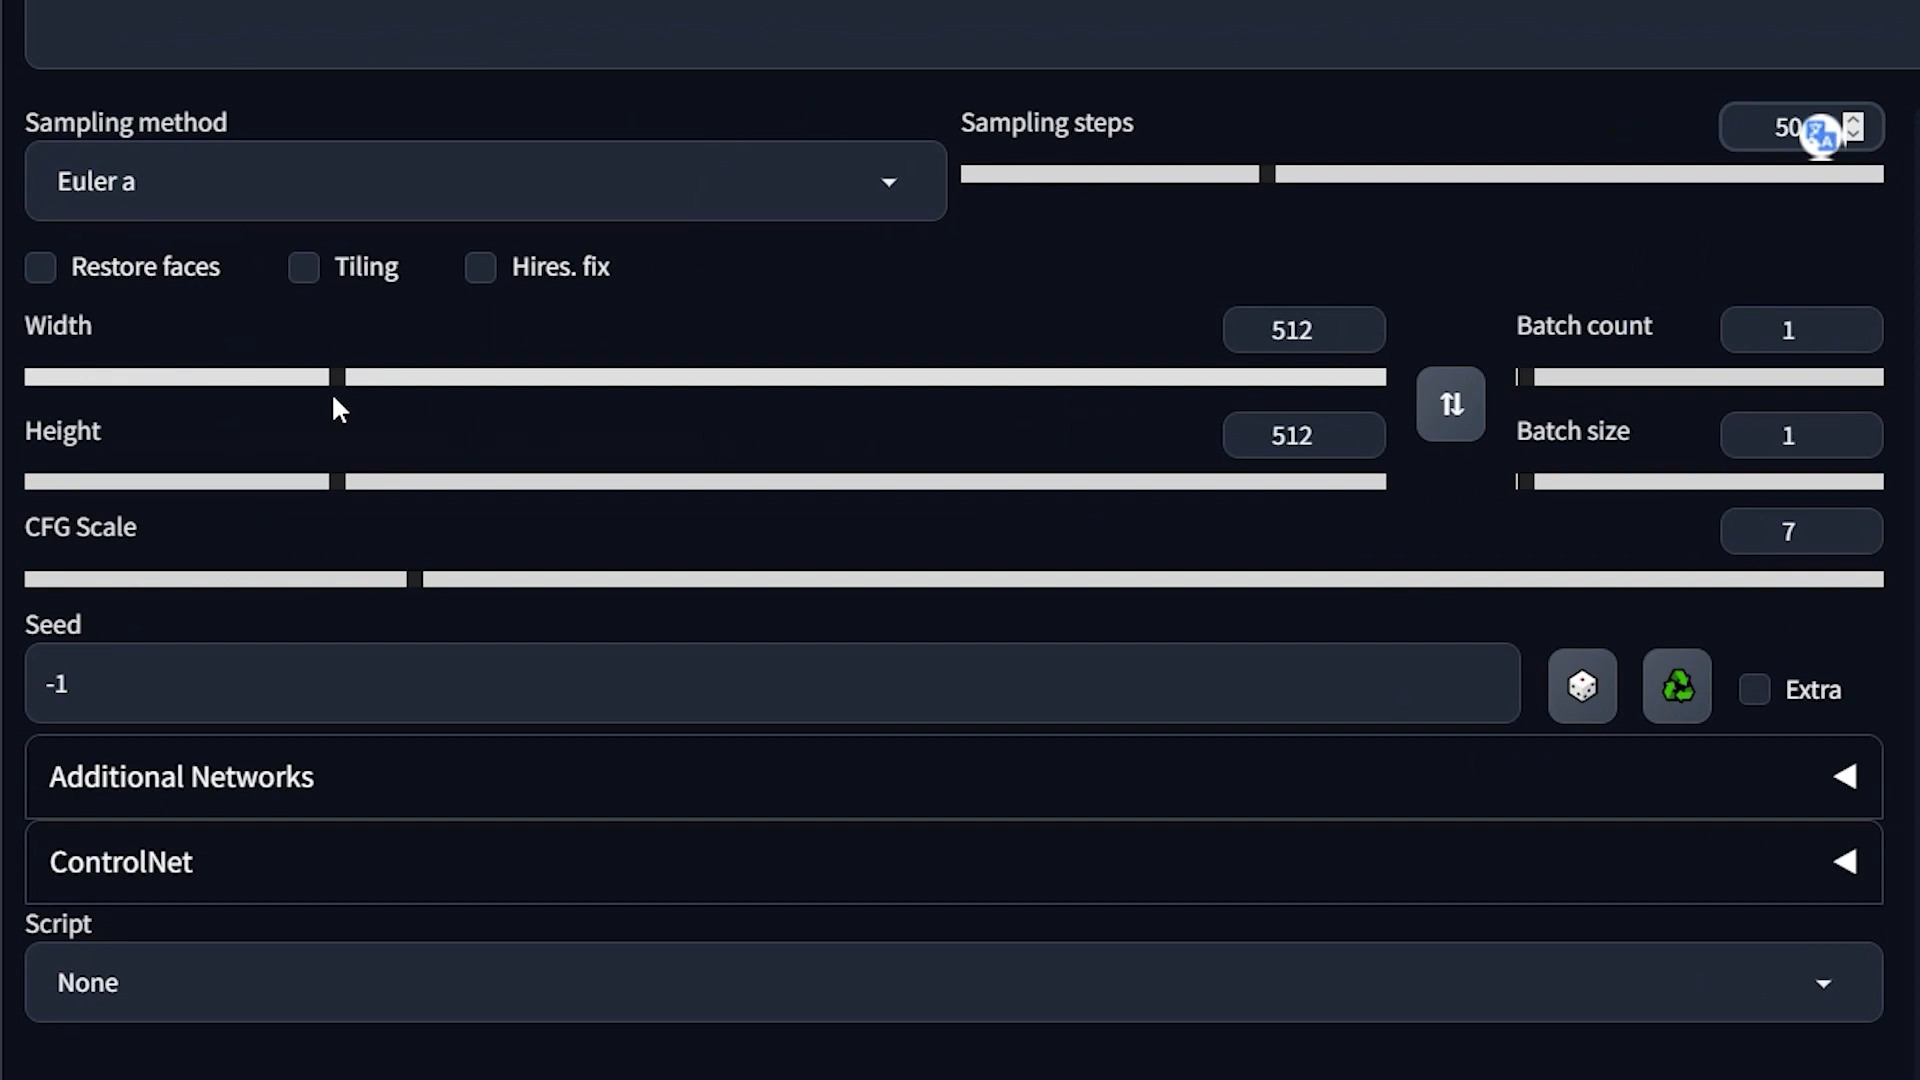 Sampling method
Sampling steps
50
Euler a
Restore faces
Tiling
Hires. fix
Width
512
Batch count
1
Height
512
Batch size
1
CFG Scale
7
Seed
-1
Extra
Additional Networks
ControlNet
Script
None